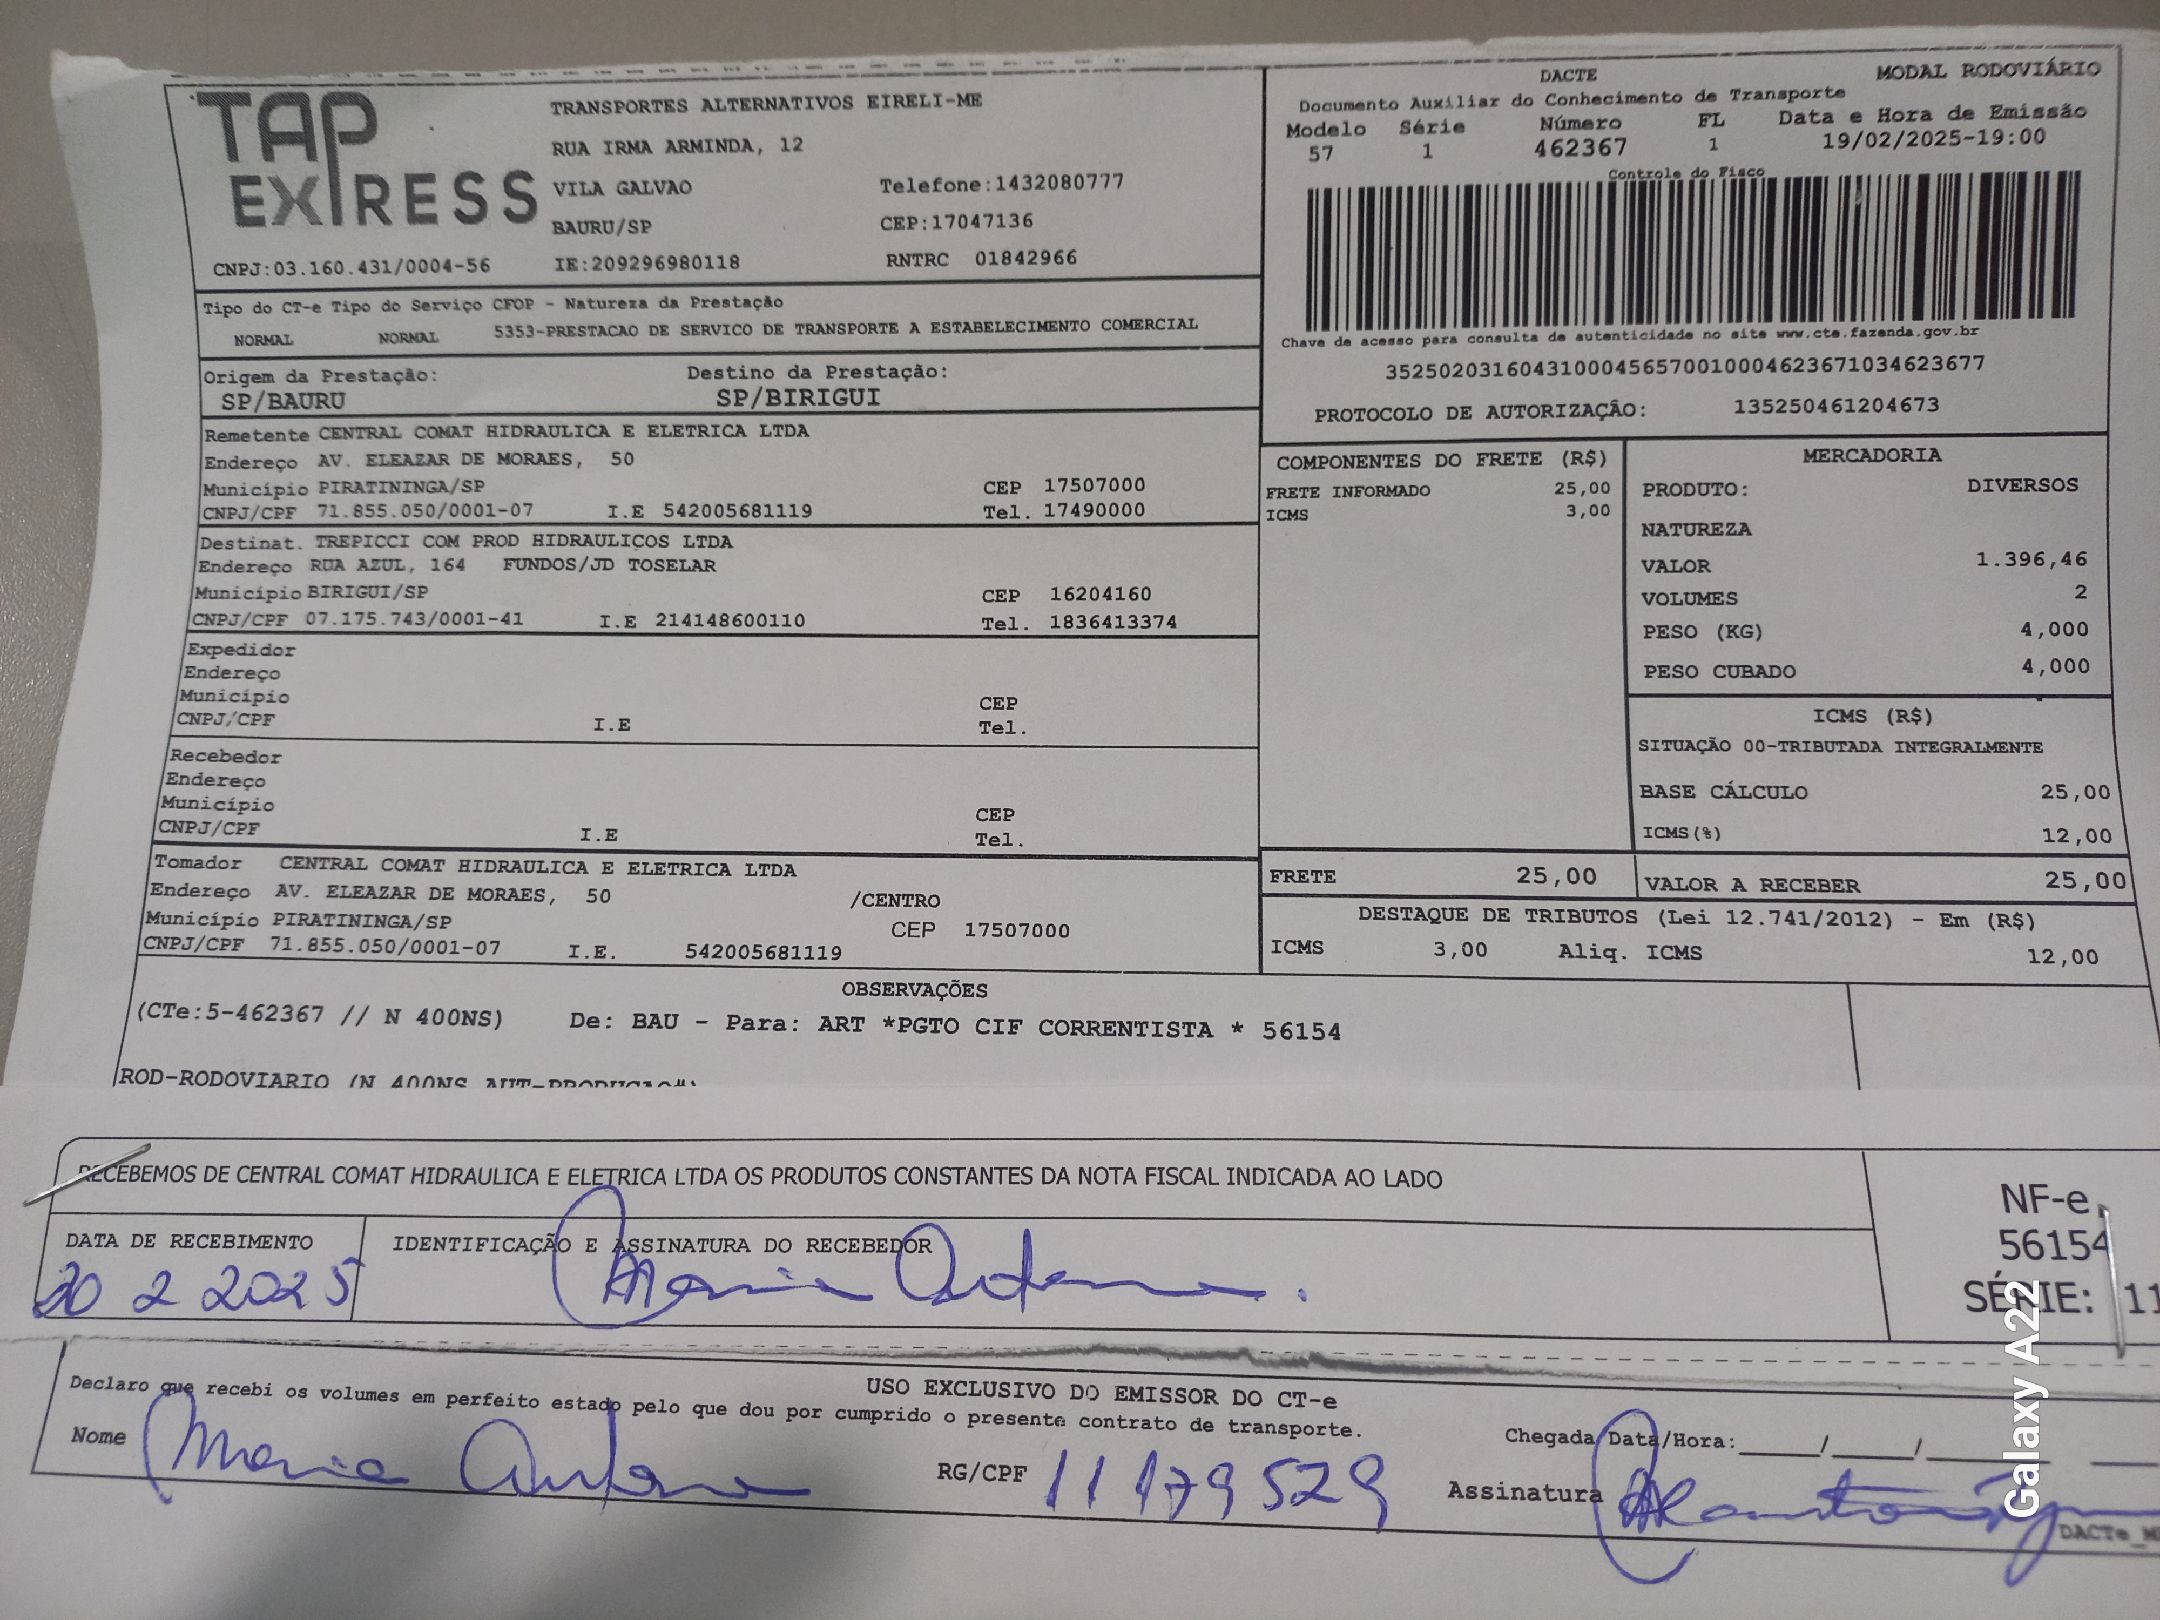 TAP EXPRESS
TRANSPORTES ALTERNATIVOS EIRELI-ME
RUA IRMA ARMINDA, 12
VILA GALVAO Telefone:1432080777
BAURU/SP CEP:17047136
CNPJ:03.160.431/0004-56 IE:209296980118 RNTRC 01842966
DACTE MODAL RODOVIÁRIO
Documento Auxiliar do Conhecimento de Transporte
Modelo Série Número FL Data e Hora de Emissão
57 1 462367 1 19/02/2025-19:00
Controle do Fisco
Chave de acesso para consulta de autenticidade no site www.cte.fazenda.gov.br
35250203160431000456570010004623671034623677
PROTOCOLO DE AUTORIZAÇÃO: 135250461204673
Tipo do CT-e Tipo do Serviço CFOP - Natureza da Prestação
NORMAL NORMAL 5353-PRESTACAO DE SERVICO DE TRANSPORTE A ESTABELECIMENTO COMERCIAL
Origem da Prestação: Destino da Prestação:
SP/BAURU SP/BIRIGUI
Remetente CENTRAL COMAT HIDRAULICA E ELETRICA LTDA
Endereço AV. ELEAZAR DE MORAES, 50
Município PIRATININGA/SP CEP 17507000
CNPJ/CPF 71.855.050/0001-07 I.E 542005681119 Tel. 17490000
Destinat. TREPICCI COM PROD HIDRAULICOS LTDA
Endereço RUA AZUL, 164 FUNDOS/JD TOSELAR
Município BIRIGUI/SP CEP 16204160
CNPJ/CPF 07.175.743/0001-41 I.E 214148600110 Tel. 1836413374
Expedidor
Endereço
Município CEP
CNPJ/CPF I.E Tel.
Recebedor
Endereço
Município CEP
CNPJ/CPF I.E Tel.
Tomador CENTRAL COMAT HIDRAULICA E ELETRICA LTDA
Endereço AV. ELEAZAR DE MORAES, 50 /CENTRO
Município PIRATININGA/SP CEP 17507000
CNPJ/CPF 71.855.050/0001-07 I.E. 542005681119
COMPONENTES DO FRETE (R$)
FRETE INFORMADO 25,00
ICMS 3,00
MERCADORIA
PRODUTO: DIVERSOS
NATUREZA
VALOR 1.396,46
VOLUMES 2
PESO (KG) 4,000
PESO CUBADO 4,000
ICMS (R$)
SITUAÇÃO 00-TRIBUTADA INTEGRALMENTE
BASE CÁLCULO 25,00
ICMS(%) 12,00
FRETE 25,00 VALOR A RECEBER 25,00
DESTAQUE DE TRIBUTOS (Lei 12.741/2012) - Em (R$)
ICMS 3,00 Aliq. ICMS 12,00
OBSERVAÇÕES
(CTe:5-462367 // N 400NS) De: BAU - Para: ART *PGTO CIF CORRENTISTA * 56154
ROD-RODOVIARIO (N 400NS AUT-PRODUCAO#)
RECEBEMOS DE CENTRAL COMAT HIDRAULICA E ELETRICA LTDA OS PRODUTOS CONSTANTES DA NOTA FISCAL INDICADA AO LADO
NF-e
56154
SÉRIE: 11
DATA DE RECEBIMENTO IDENTIFICAÇÃO E ASSINATURA DO RECEBEDOR
20 2 2025 Maria
USO EXCLUSIVO DO EMISSOR DO CT-e
Declaro que recebi os volumes em perfeito estado pelo que dou por cumprido o presente contrato de transporte.
Nome Maria RG/CPF 11179529
Chegada Data/Hora:____/____/____
Assinatura
DACTe
Galaxy A22